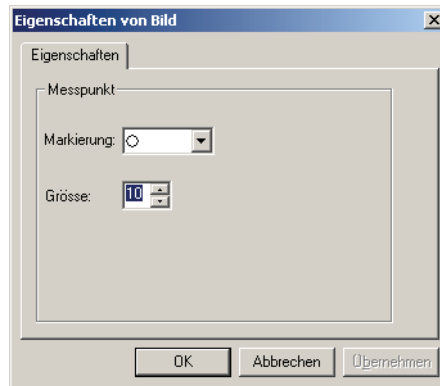 Eigenschaften von Bild
Eigenschaften
Messpunkt
Markierung:
Grösse: 10
OK Abbrechen Übernehmen